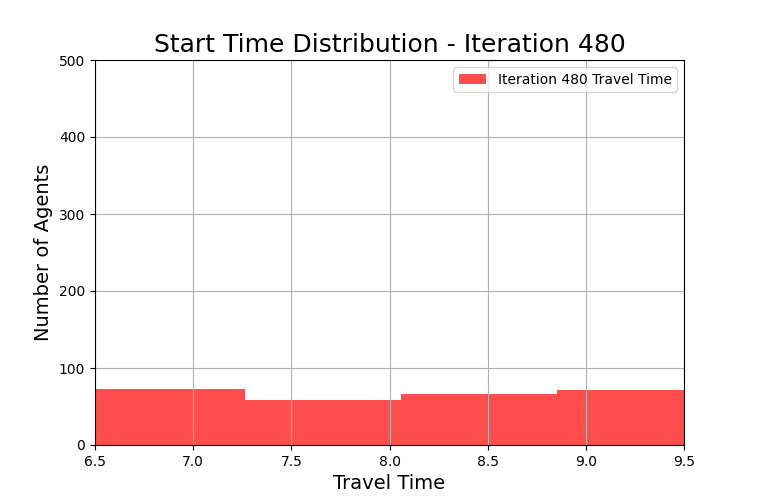 Start Time Distribution - Iteration 480
Iteration 480 Travel Time
Number of Agents
500
400
300
200
100
0
6.5 7.0 7.5 8.0 8.5 9.0 9.5
Travel Time